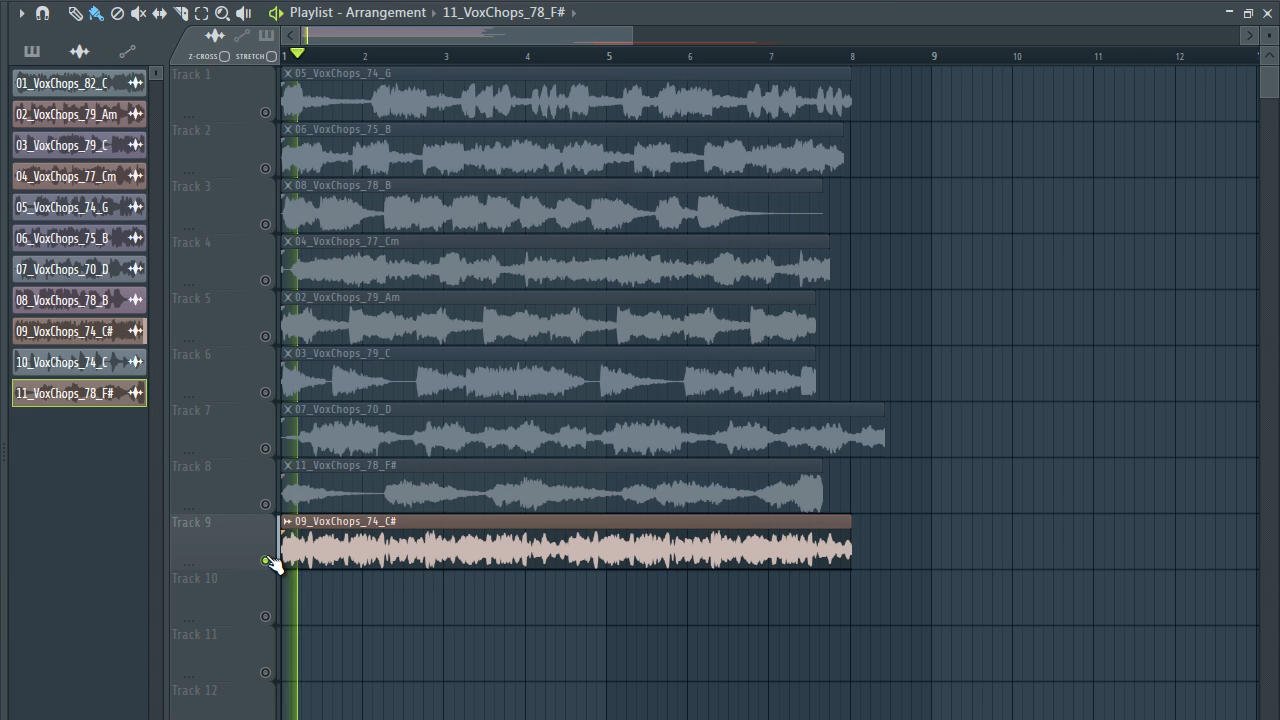 Playlist - Arrangement › 11_VoxChops_78_F# ›
Z-CROSS STRETCH 1 2 3 4 5 6 7 8 9 10 11 12
01_VoxChops_82_C
02_VoxChops_79_Am
03_VoxChops_79_C
04_VoxChops_77_Cm
05_VoxChops_74_G
06_VoxChops_75_B
07_VoxChops_70_D
08_VoxChops_78_B
09_VoxChops_74_C#
10_VoxChops_74_C
11_VoxChops_78_F#
Track 1 05_VoxChops_74_G
Track 2 06_VoxChops_75_B
Track 3 08_VoxChops_78_B
Track 4 04_VoxChops_77_Cm
Track 5 02_VoxChops_79_Am
Track 6 03_VoxChops_79_C
Track 7 07_VoxChops_70_D
Track 8 11_VoxChops_78_F#
Track 9 09_VoxChops_74_C#
Track 10
Track 11
Track 12